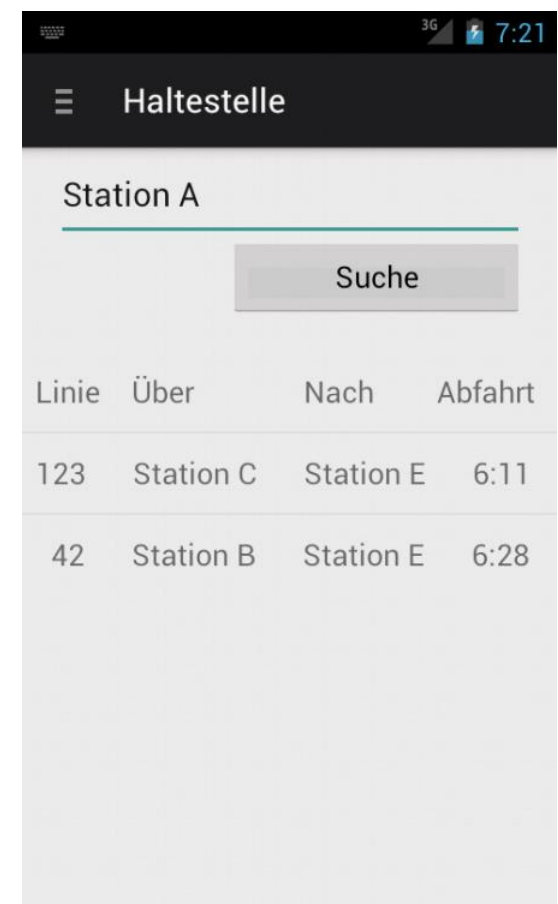 3G 7:21
Haltestelle
Station A
Suche
Linie Über Nach Abfahrt
123 Station C Station E 6:11
42 Station B Station E 6:28